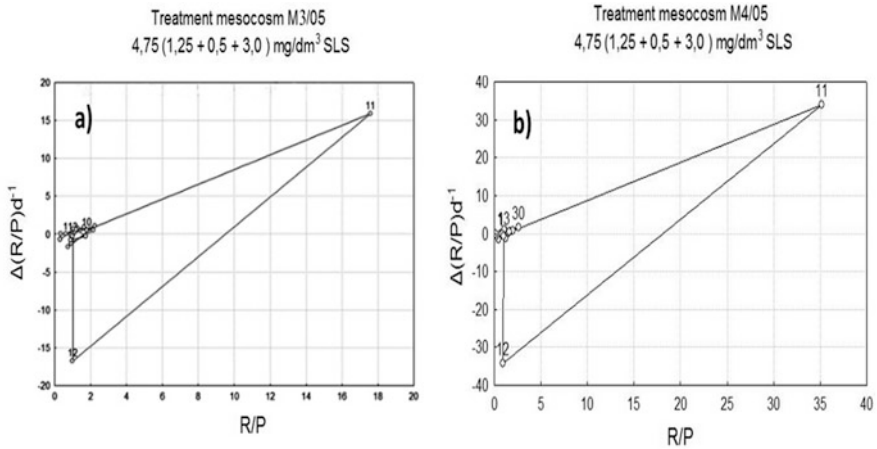 Treatment mesocosm M3/05
4,75 (1,25 + 0,5 + 3,0 ) mg/dm³ SLS
a)
Δ(R/P)d⁻¹
20
15
10
5
0
-5
-10
-15
-20
11
10
12
0 2 4 6 8 10 12 14 16 18 20
R/P
Treatment mesocosm M4/05
4,75 (1,25 + 0,5 + 3,0 ) mg/dm³ SLS
b)
Δ(R/P)d⁻¹
40
30
20
10
0
-10
-20
-30
-40
11
13 30
12
0 5 10 15 20 25 30 35 40
R/P